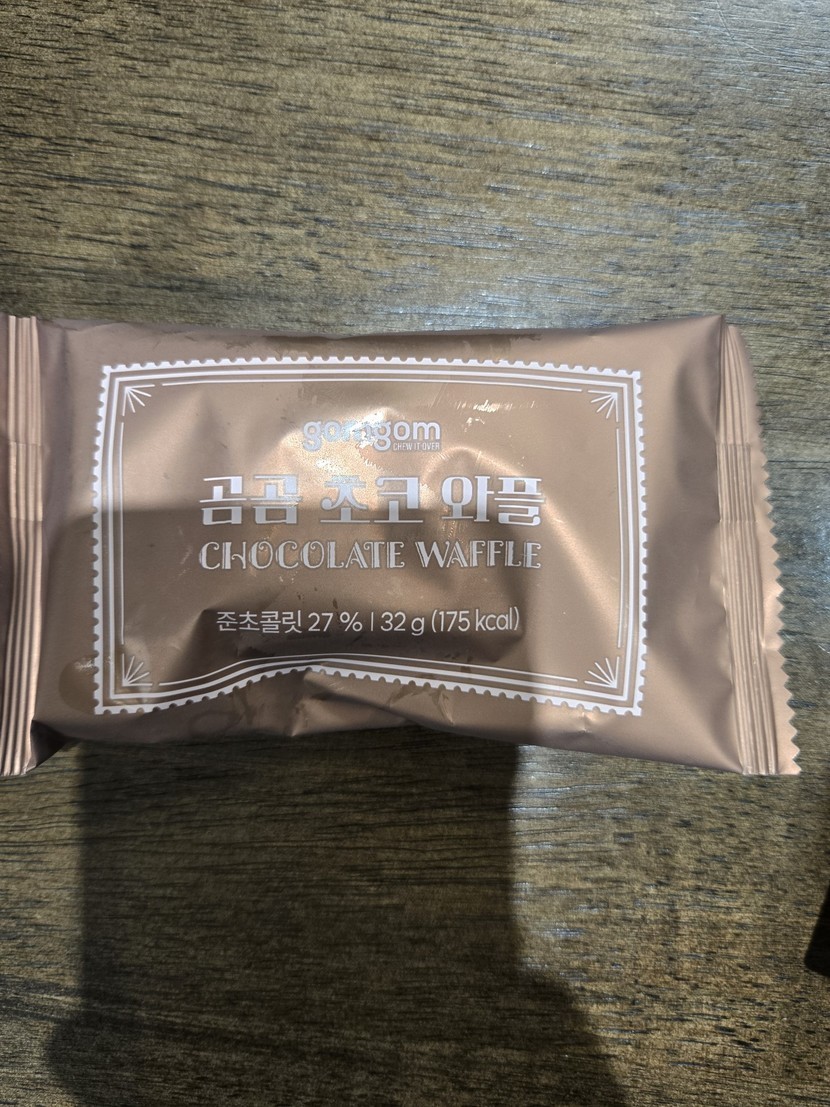 gomgom
CHEW IT OVER
곰곰 초코 와플
CHOCOLATE WAFFLE
준초콜릿 27 % | 32 g (175 kcal)